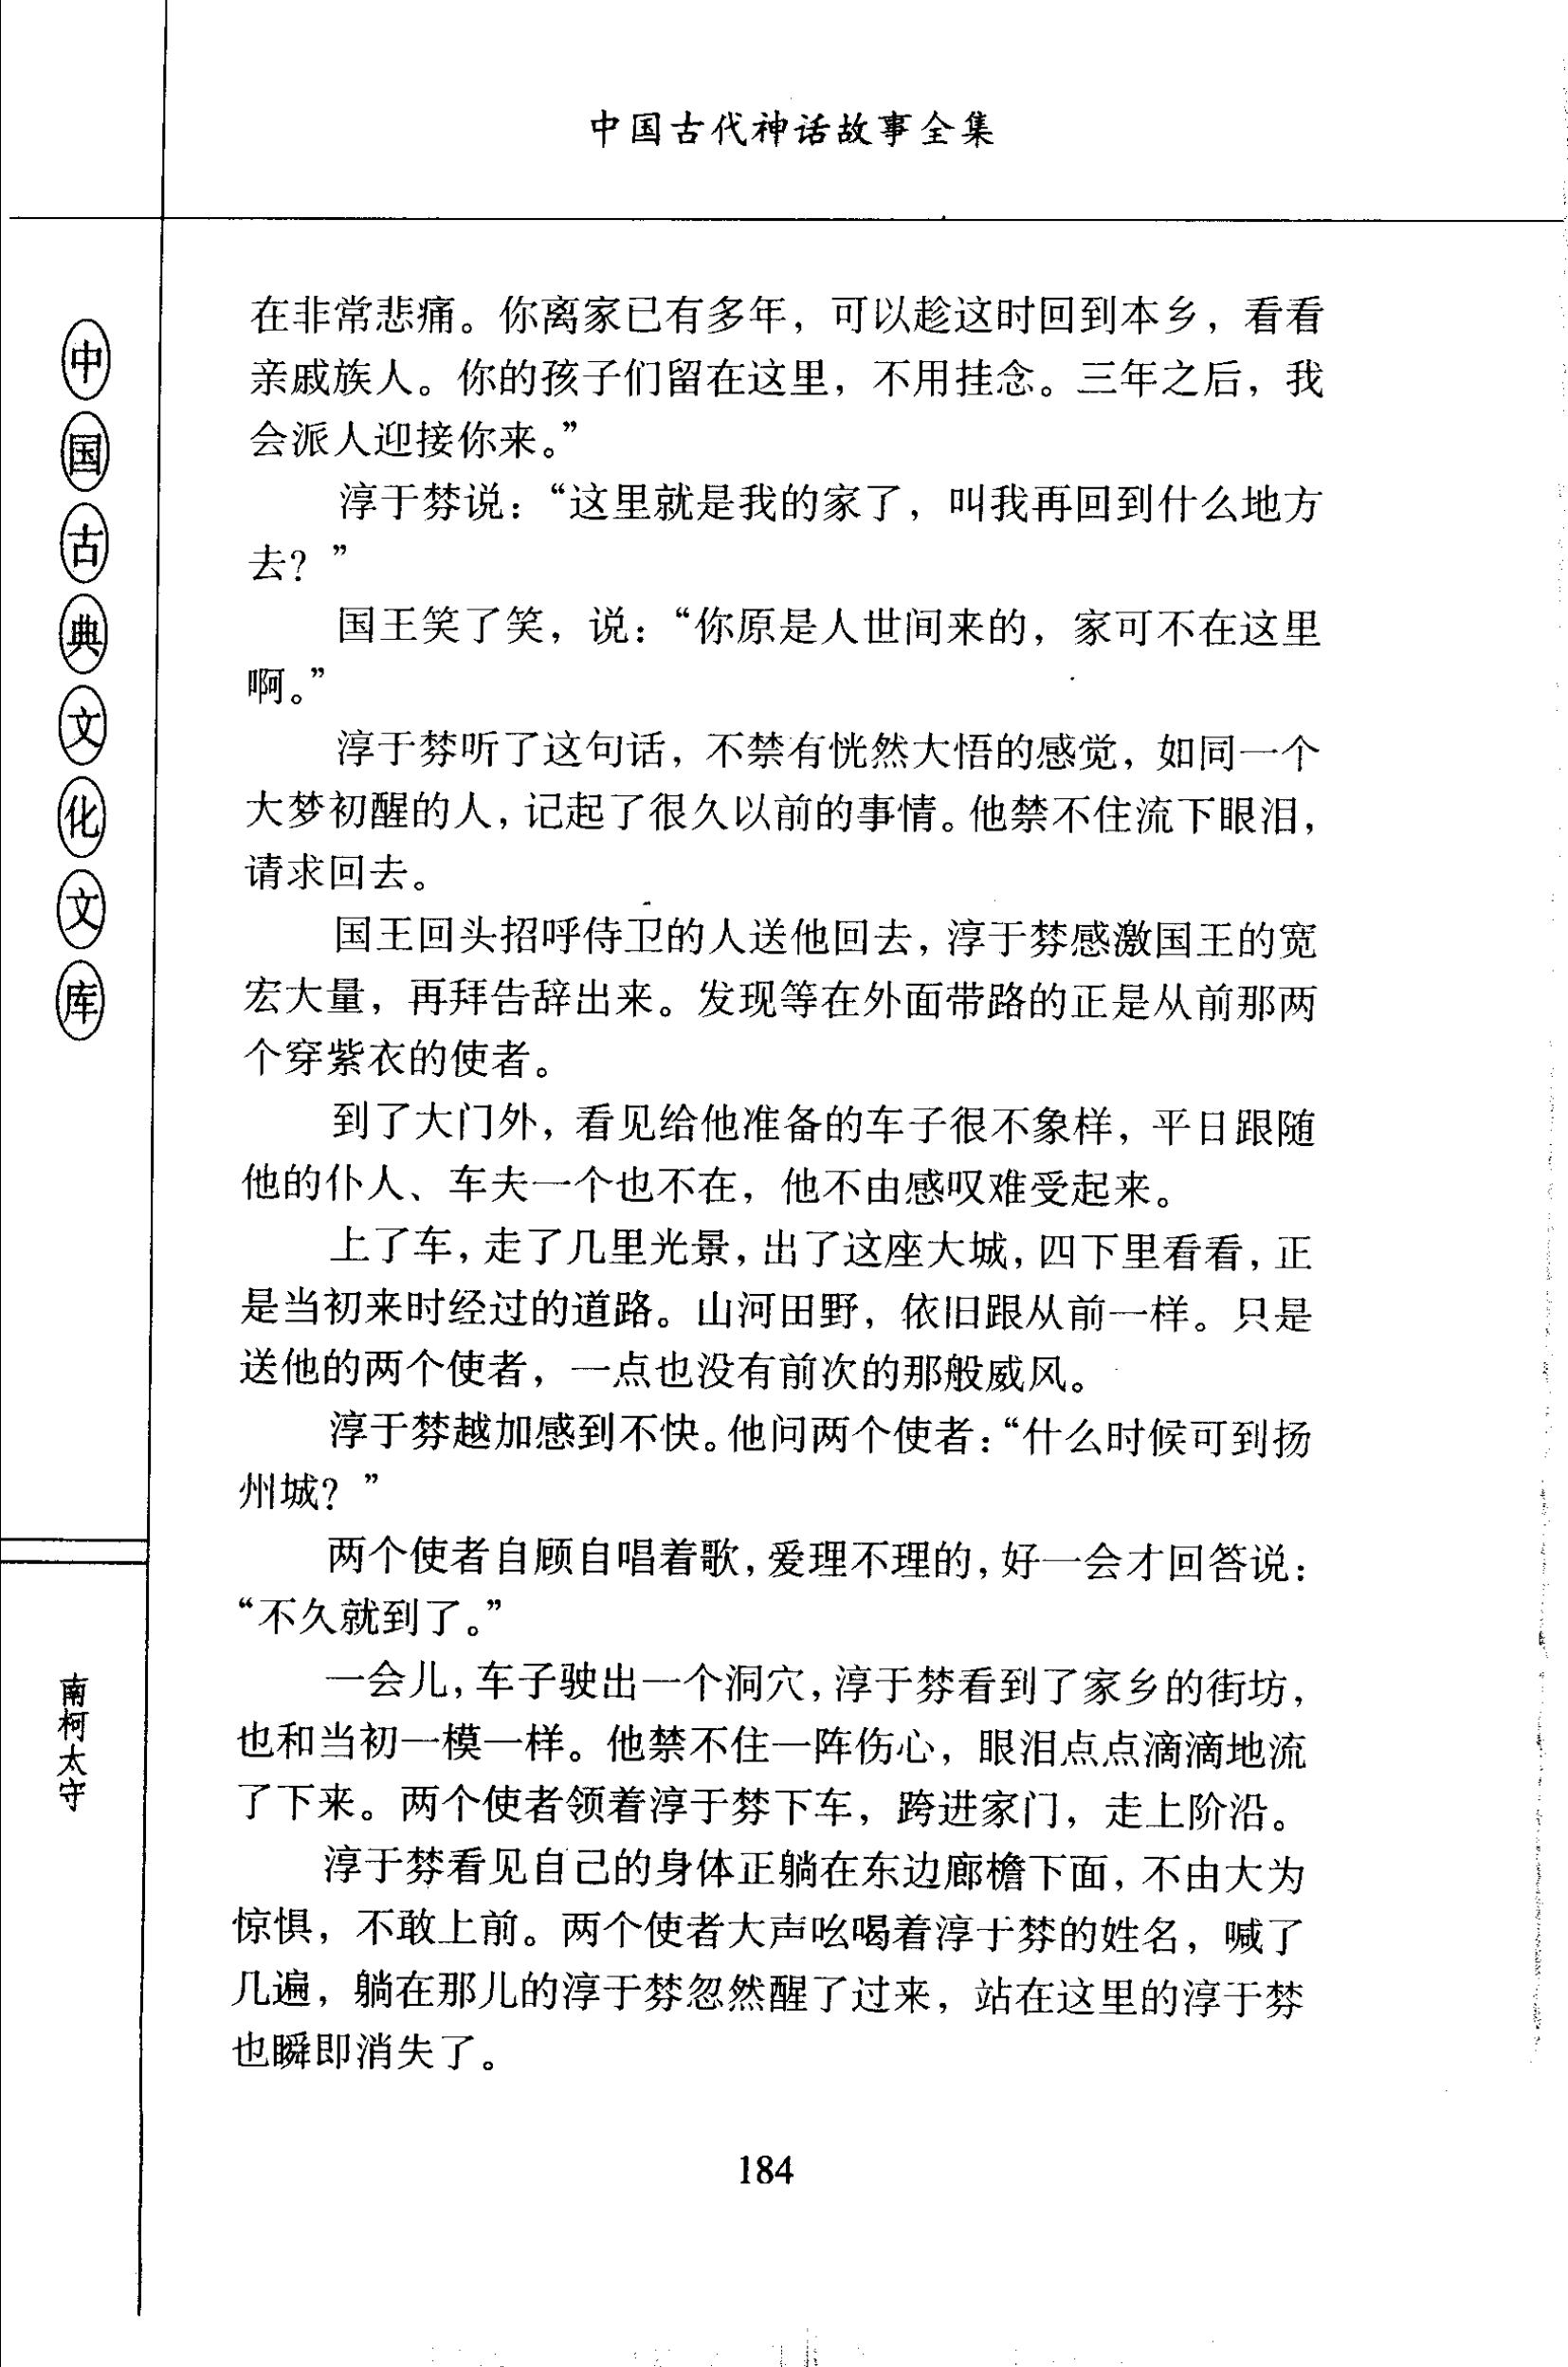 中国古代神话故事全集
中国古典文化文库
南柯太守
在非常悲痛。你离家已有多年，可以趁这时回到本乡，看看
亲戚族人。你的孩子们留在这里，不用挂念。三年之后，我
会派人迎接你来。”
淳于棼说：“这里就是我的家了，叫我再回到什么地方
去？”
国王笑了笑，说：“你原是人世间来的，家可不在这里
啊。”
淳于棼听了这句话，不禁有恍然大悟的感觉，如同一个
大梦初醒的人，记起了很久以前的事情。他禁不住流下眼泪，
请求回去。
国王回头招呼侍卫的人送他回去，淳于棼感激国王的宽
宏大量，再拜告辞出来。发现等在外面带路的正是从前那两
个穿紫衣的使者。
到了大门外，看见给他准备的车子很不象样，平日跟随
他的仆人、车夫一个也不在，他不由感叹难受起来。
上了车，走了几里光景，出了这座大城，四下里看看，正
是当初来时经过的道路。山河田野，依旧跟从前一样。只是
送他的两个使者，一点也没有前次的那般威风。
淳于棼越加感到不快。他问两个使者：“什么时候可到扬
州城？”
两个使者自顾自唱着歌，爱理不理的，好一会才回答说：
“不久就到了。”
一会儿，车子驶出一个洞穴，淳于棼看到了家乡的街坊，
也和当初一模一样。他禁不住一阵伤心，眼泪点点滴滴地流
了下来。两个使者领着淳于棼下车，跨进家门，走上阶沿。
淳于棼看见自己的身体正躺在东边廊檐下面，不由大为
惊惧，不敢上前。两个使者大声吆喝着淳于棼的姓名，喊了
几遍，躺在那儿的淳于棼忽然醒了过来，站在这里的淳于棼
也瞬即消失了。
184